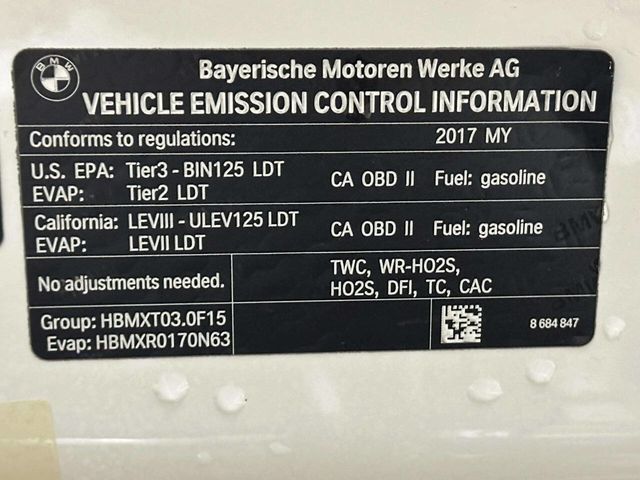 BMW
Bayerische Motoren Werke AG
VEHICLE EMISSION CONTROL INFORMATION
Conforms to regulations: 2017 MY
U.S. EPA: Tier3 - BIN125 LDT CA OBD II Fuel: gasoline
EVAP: Tier2 LDT
California: LEVIII - ULEV125 LDT CA OBD II Fuel: gasoline
EVAP: LEVII LDT
No adjustments needed.
TWC, WR-HO2S,
HO2S, DFI, TC, CAC
Group: HBMXT03.0F15
Evap: HBMXR0170N63
8 684 847